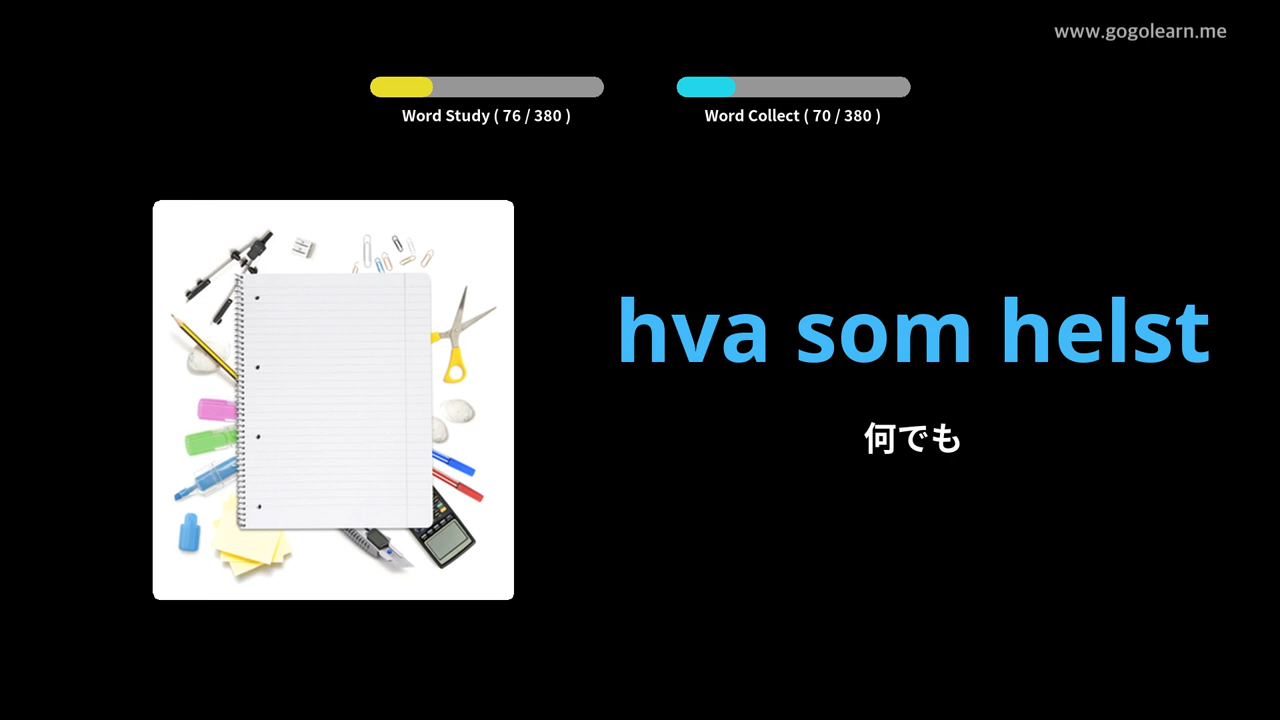 www.gogolearn.me
Word Study ( 76 / 380 )
Word Collect ( 70 / 380 )
hva som helst
何でも